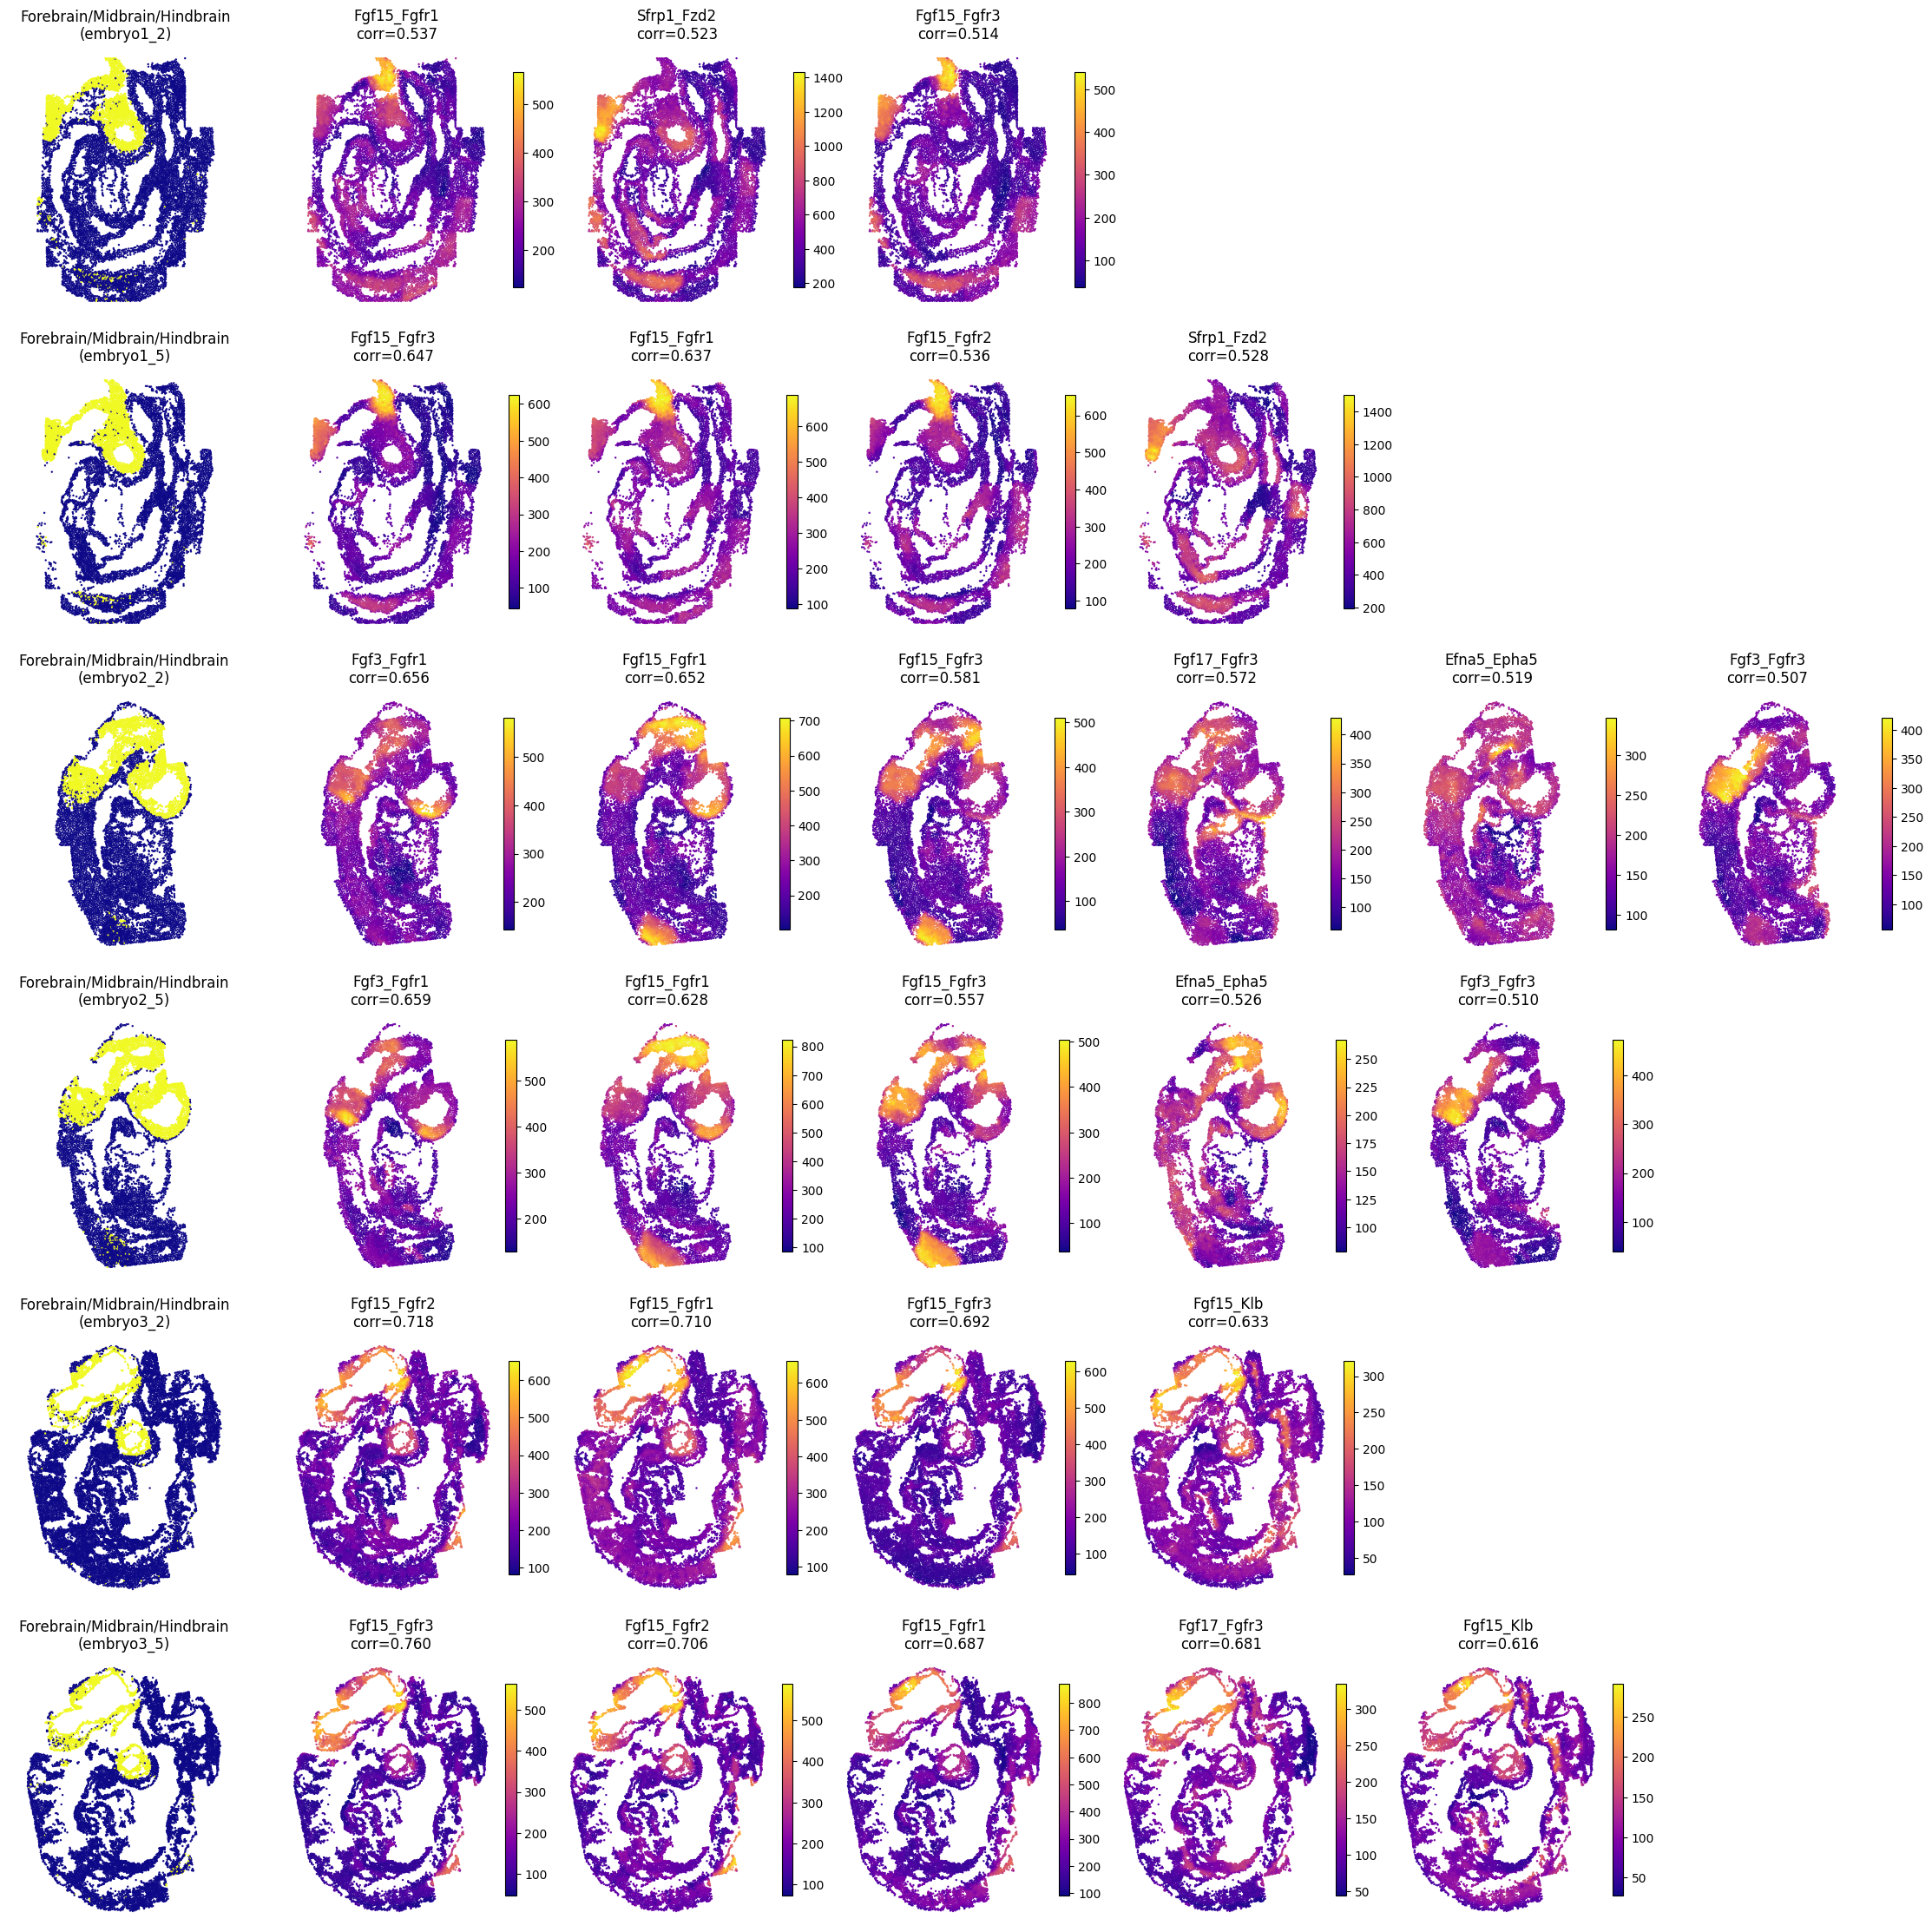 Forebrain/Midbrain/Hindbrain
(embryo1_2)
Fgf15_Fgfr1
corr=0.537
500
400
300
200
Sfrp1_Fzd2
corr=0.523
1400
1200
1000
800
600
400
200
Fgf15_Fgfr3
corr=0.514
500
400
300
200
100
Forebrain/Midbrain/Hindbrain
(embryo1_5)
Fgf15_Fgfr3
corr=0.647
600
500
400
300
200
100
Fgf15_Fgfr1
corr=0.637
600
500
400
300
200
100
Fgf15_Fgfr2
corr=0.536
600
500
400
300
200
100
Sfrp1_Fzd2
corr=0.528
1400
1200
1000
800
600
400
200
Forebrain/Midbrain/Hindbrain
(embryo2_2)
Fgf3_Fgfr1
corr=0.656
500
400
300
200
Fgf15_Fgfr1
corr=0.652
700
600
500
400
300
200
Fgf15_Fgfr3
corr=0.581
500
400
300
200
100
Fgf17_Fgfr3
corr=0.572
400
350
300
250
200
150
100
Efna5_Epha5
corr=0.519
300
250
200
150
100
Fgf3_Fgfr3
corr=0.507
400
350
300
250
200
150
100
Forebrain/Midbrain/Hindbrain
(embryo2_5)
Fgf3_Fgfr1
corr=0.659
500
400
300
200
Fgf15_Fgfr1
corr=0.628
800
700
600
500
400
300
200
100
Fgf15_Fgfr3
corr=0.557
500
400
300
200
100
Efna5_Epha5
corr=0.526
250
225
200
175
150
125
100
Fgf3_Fgfr3
corr=0.510
400
300
200
100
Forebrain/Midbrain/Hindbrain
(embryo3_2)
Fgf15_Fgfr2
corr=0.718
600
500
400
300
200
100
Fgf15_Fgfr1
corr=0.710
600
500
400
300
200
100
Fgf15_Fgfr3
corr=0.692
600
500
400
300
200
100
Fgf15_Klb
corr=0.633
300
250
200
150
100
50
Forebrain/Midbrain/Hindbrain
(embryo3_5)
Fgf15_Fgfr3
corr=0.760
500
400
300
200
100
Fgf15_Fgfr2
corr=0.706
500
400
300
200
100
Fgf15_Fgfr1
corr=0.687
800
700
600
500
400
300
200
100
Fgf17_Fgfr3
corr=0.681
300
250
200
150
100
50
Fgf15_Klb
corr=0.616
250
200
150
100
50